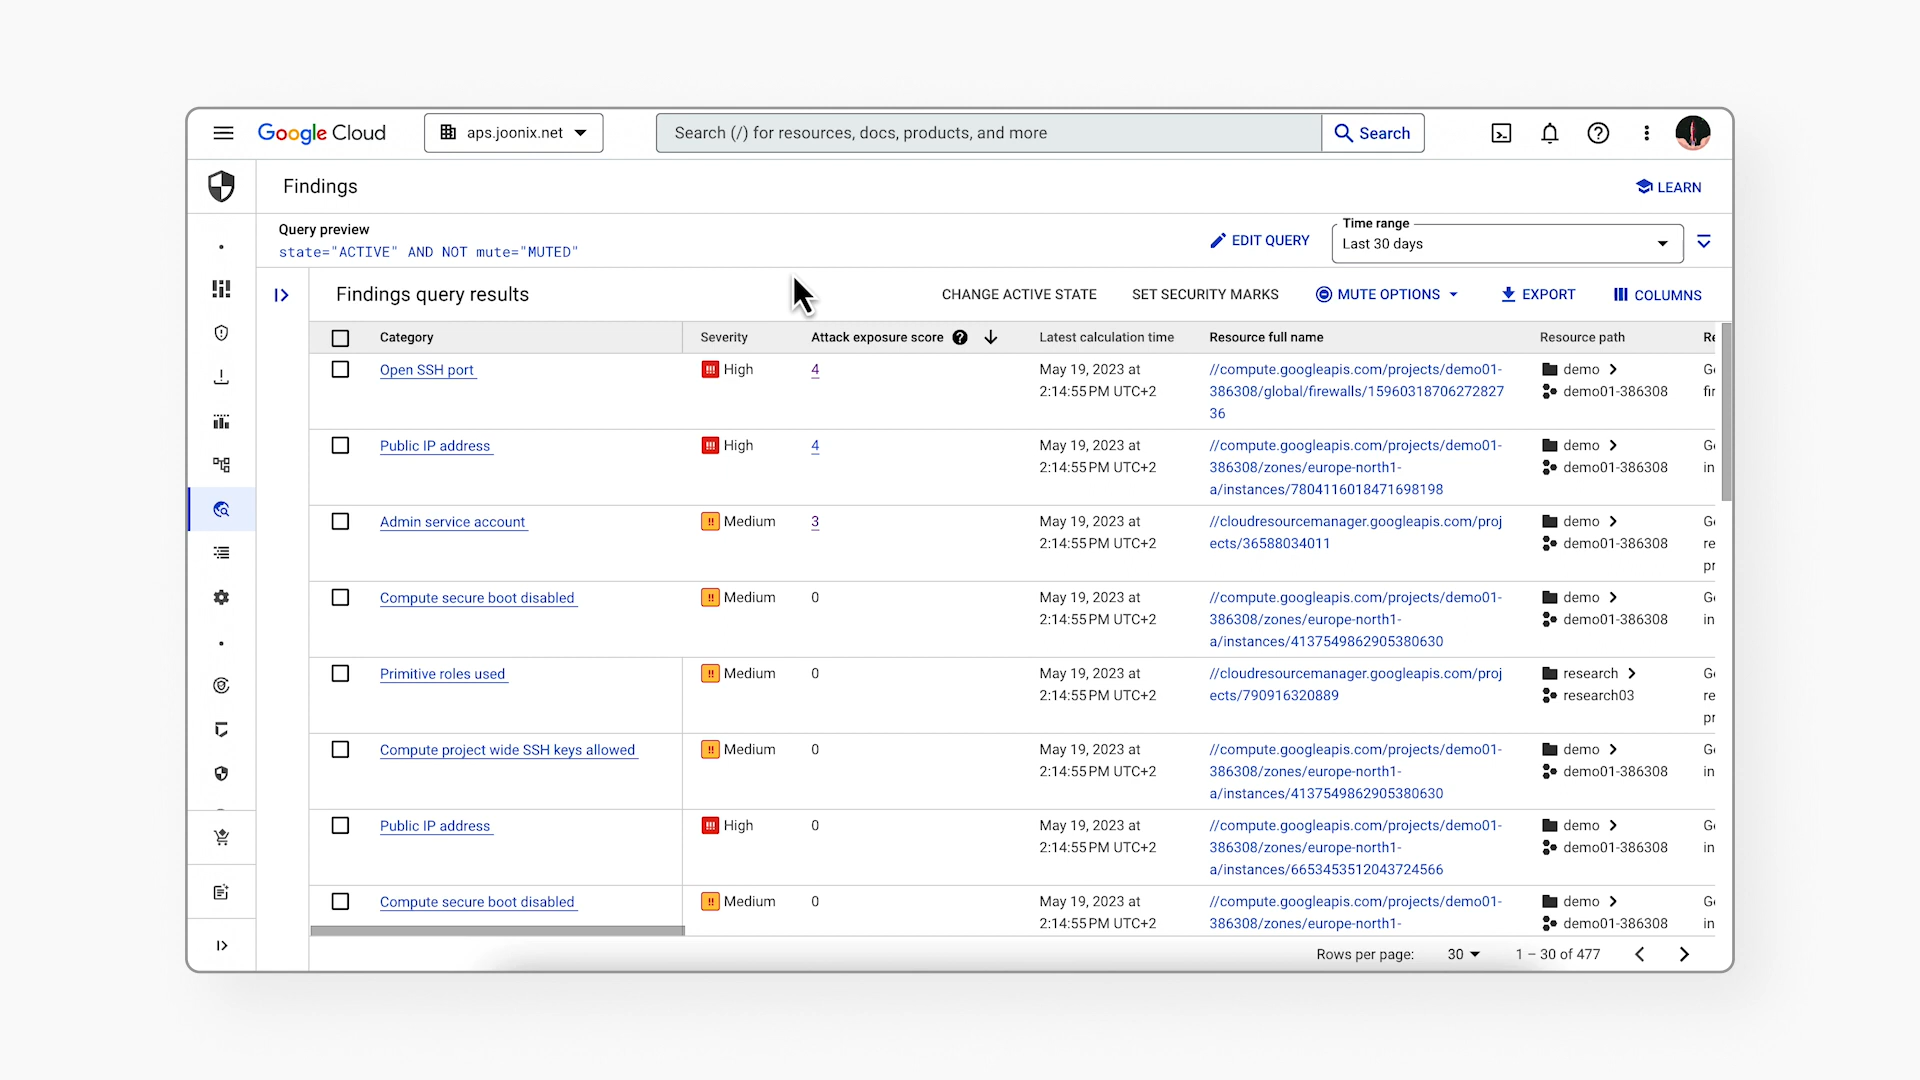 Google Cloud
aps.joonix.net
Search (/) for resources, docs, products, and more
Search
Findings
LEARN
Query preview
state="ACTIVE" AND NOT mute="MUTED"
EDIT QUERY
Time range
Last 30 days
Findings query results
CHANGE ACTIVE STATE
SET SECURITY MARKS
MUTE OPTIONS
EXPORT
COLUMNS
Category
Severity
Attack exposure score
Latest calculation time
Resource full name
Resource path
Open SSH port
High
4
May 19, 2023 at
2:14:55 PM UTC+2
//compute.googleapis.com/projects/demo01-
386308/global/firewalls/15960318706272827
36
demo
demo01-386308
Public IP address
High
4
May 19, 2023 at
2:14:55 PM UTC+2
//compute.googleapis.com/projects/demo01-
386308/zones/europe-north1-
a/instances/7804116018471698198
demo
demo01-386308
Admin service account
Medium
3
May 19, 2023 at
2:14:55 PM UTC+2
//cloudresourcemanager.googleapis.com/proj
ects/36588034011
demo
demo01-386308
Compute secure boot disabled
Medium
0
May 19, 2023 at
2:14:55 PM UTC+2
//compute.googleapis.com/projects/demo01-
386308/zones/europe-north1-
a/instances/4137549862905380630
demo
demo01-386308
Primitive roles used
Medium
0
May 19, 2023 at
2:14:55 PM UTC+2
//cloudresourcemanager.googleapis.com/proj
ects/790916320889
research
research03
Compute project wide SSH keys allowed
Medium
0
May 19, 2023 at
2:14:55 PM UTC+2
//compute.googleapis.com/projects/demo01-
386308/zones/europe-north1-
a/instances/4137549862905380630
demo
demo01-386308
Public IP address
High
0
May 19, 2023 at
2:14:55 PM UTC+2
//compute.googleapis.com/projects/demo01-
386308/zones/europe-north1-
a/instances/6653453512043724566
demo
demo01-386308
Compute secure boot disabled
Medium
0
May 19, 2023 at
2:14:55 PM UTC+2
//compute.googleapis.com/projects/demo01-
386308/zones/europe-north1-
demo
demo01-386308
Rows per page:
30
1 – 30 of 477